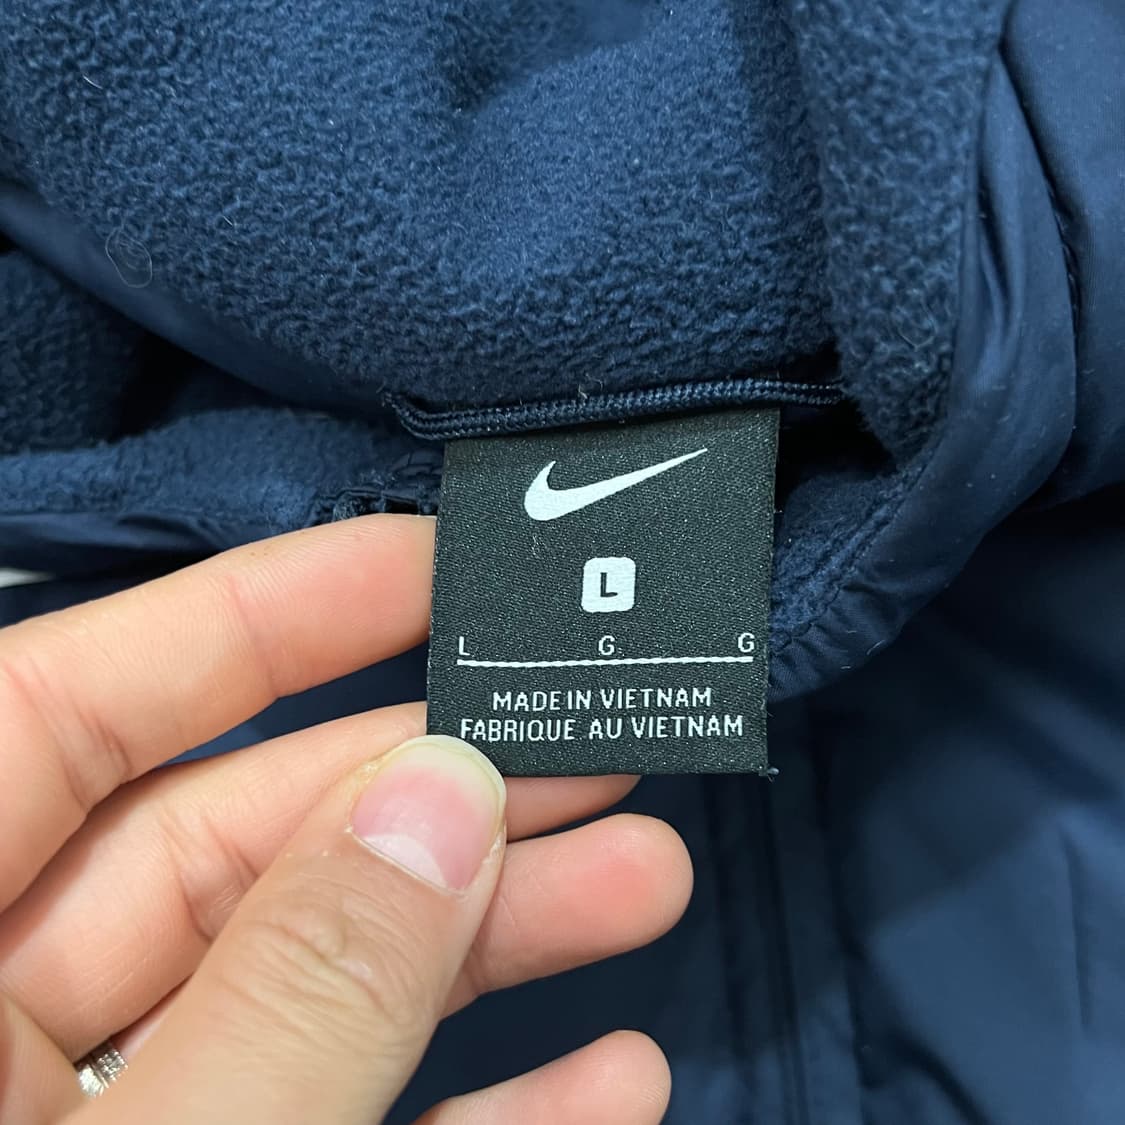 L
L G G
MADE IN VIETNAM
FABRIQUE AU VIETNAM